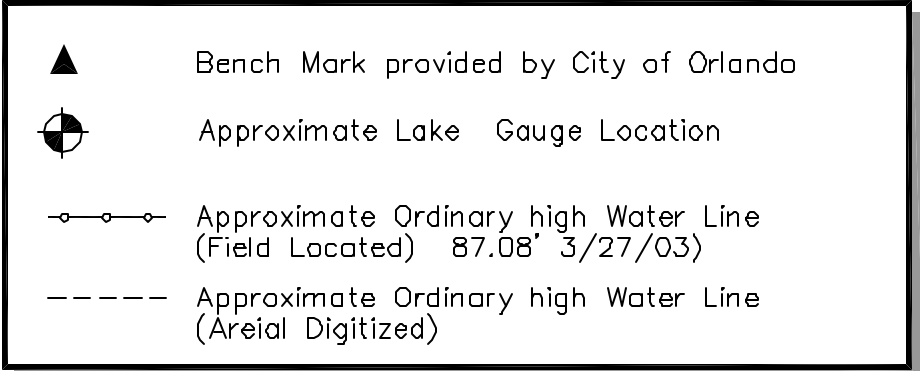 Bench Mark provided by City of Orlando
Approximate Lake Gauge Location
Approximate Ordinary high Water Line
(Field Located) 87.08' 3/27/03)
Approximate Ordinary high Water Line
(Areial Digitized)